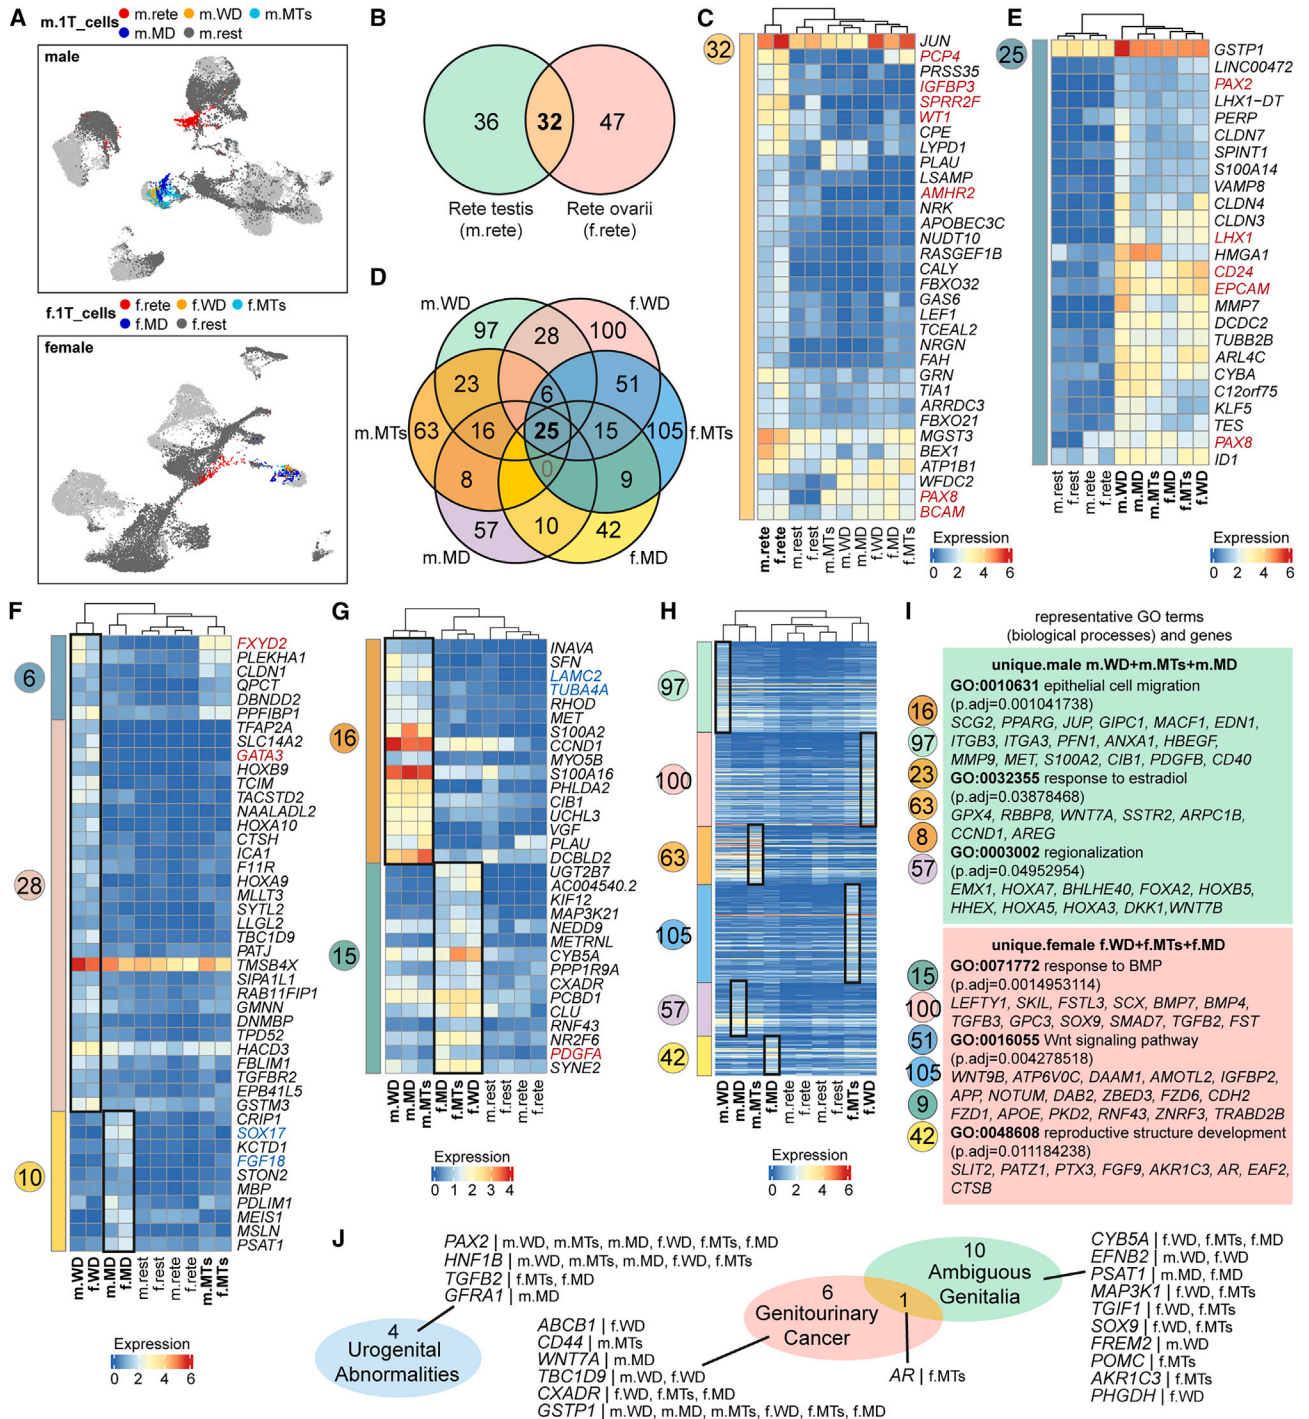 A
m.1T_cells
m.rete m.WD m.MTs
m.MD m.rest
male
f.1T_cells
f.rete f.WD f.MTs
f.MD f.rest
female
B
36 32 47
Rete testis Rete ovarii
(m.rete) (f.rete)
D
m.WD f.WD
97 28 100
23 6 51
m.MTs 63 16 25 15 105 f.MTs
8 0 9
57 10 42
m.MD f.MD
C
32
JUN
PCP4
PRSS35
IGFBP3
SPRR2F
WT1
CPE
LYPD1
PLAU
LSAMP
AMHR2
NRK
APOBEC3C
NUDT10
RASGEF1B
CALY
FBXO32
GAS6
LEF1
TCEAL2
NRGN
FAH
GRN
TIA1
ARRDC3
FBXO21
MGST3
BEX1
ATP1B1
WFDC2
PAX8
BCAM
m.rete
f.rete
m.rest
f.rest
m.MTs
m.WD
m.MD
f.WD
f.MD
f.MTs
Expression
0 2 4 6
E
25
GSTP1
LINC00472
PAX2
LHX1−DT
PERP
CLDN7
SPINT1
S100A14
VAMP8
CLDN4
CLDN3
LHX1
HMGA1
CD24
EPCAM
MMP7
DCDC2
TUBB2B
ARL4C
CYBA
C12orf75
KLF5
TES
PAX8
ID1
m.rest
f.rest
m.rete
f.rete
m.WD
m.MD
m.MTs
f.MD
f.MTs
f.WD
Expression
0 2 4 6
F
6
28
10
FXYD2
PLEKHA1
CLDN1
QPCT
DBNDD2
PPFIBP1
TFAP2A
SLC14A2
GATA3
HOXB9
TCIM
TACSTD2
NAALADL2
HOXA10
CTSH
ICA1
F11R
HOXA9
MLLT3
SYTL2
LLGL2
TBC1D9
PATJ
TMSB4X
SIPA1L1
RAB11FIP1
GMNN
DNMBP
TPD52
HACD3
FBLIM1
TGFBR2
EPB41L5
GSTM3
CRIP1
SOX17
KCTD1
FGF18
STON2
MBP
PDLIM1
MEIS1
MSLN
PSAT1
m.WD
f.WD
m.MD
f.MD
m.rest
f.rest
m.rete
f.rete
m.MTs
f.MTs
Expression
0 2 4 6
G
16
15
INAVA
SFN
LAMC2
TUBA4A
RHOD
MET
S100A2
CCND1
MYO5B
S100A16
PHLDA2
CIB1
UCHL3
VGF
PLAU
DCBLD2
UGT2B7
AC004540.2
KIF12
MAP3K21
NEDD9
METRNL
CYB5A
PPP1R9A
CXADR
PCBD1
CLU
RNF43
NR2F6
PDGFA
SYNE2
m.WD
m.MD
m.MTs
f.MD
f.MTs
f.WD
m.rest
f.rest
m.rete
f.rete
Expression
0 1 2 3 4
H
97
100
63
105
57
42
m.WD
m.MD
m.MTs
f.MD
m.rete
f.rete
m.rest
f.rest
f.MTs
f.WD
Expression
0 2 4 6
I
representative GO terms
(biological processes) and genes
16
97
23
63
8
57
unique.male m.WD+m.MTs+m.MD
GO:0010631 epithelial cell migration
(p.adj=0.001041738)
SCG2, PPARG, JUP, GIPC1, MACF1, EDN1,
ITGB3, ITGA3, PFN1, ANXA1, HBEGF,
MMP9, MET, S100A2, CIB1, PDGFB, CD40
GO:0032355 response to estradiol
(p.adj=0.03878468)
GPX4, RBBP8, WNT7A, SSTR2, ARPC1B,
CCND1, AREG
GO:0003002 regionalization
(p.adj=0.04952954)
EMX1, HOXA7, BHLHE40, FOXA2, HOXB5,
HHEX, HOXA5, HOXA3, DKK1,WNT7B
15
100
51
105
9
42
unique.female f.WD+f.MTs+f.MD
GO:0071772 response to BMP
(p.adj=0.0014953114)
LEFTY1, SKIL, FSTL3, SCX, BMP7, BMP4,
TGFB3, GPC3, SOX9, SMAD7, TGFB2, FST
GO:0016055 Wnt signaling pathway
(p.adj=0.004278518)
WNT9B, ATP6V0C, DAAM1, AMOTL2, IGFBP2,
APP, NOTUM, DAB2, ZBED3, FZD6, CDH2
FZD1, APOE, PKD2, RNF43, ZNRF3, TRABD2B
GO:0048608 reproductive structure development
(p.adj=0.011184238)
SLIT2, PATZ1, PTX3, FGF9, AKR1C3, AR, EAF2,
CTSB
J
PAX2 | m.WD, m.MTs, m.MD, f.WD, f.MTs, f.MD
HNF1B | m.WD, m.MTs, m.MD, f.WD, f.MTs
TGFB2 | f.MTs, f.MD
GFRA1 | m.MD
4
Urogenital
Abnormalities
ABCB1 | f.WD
CD44 | m.MTs
WNT7A | m.MD
TBC1D9 | m.WD, f.WD
CXADR | f.WD, f.MTs, f.MD
GSTP1 | m.WD, m.MD, m.MTs, f.WD, f.MTs, f.MD
6
Genitourinary
Cancer
1
AR | f.MTs
10
Ambiguous
Genitalia
CYB5A | f.WD, f.MTs, f.MD
EFNB2 | m.WD, f.WD
PSAT1 | m.MD, f.MD
MAP3K1 | f.WD, f.MTs
TGIF1 | f.WD, f.MTs
SOX9 | f.WD, f.MTs
FREM2 | m.WD
POMC | f.MTs
AKR1C3 | f.MTs
PHGDH | f.WD